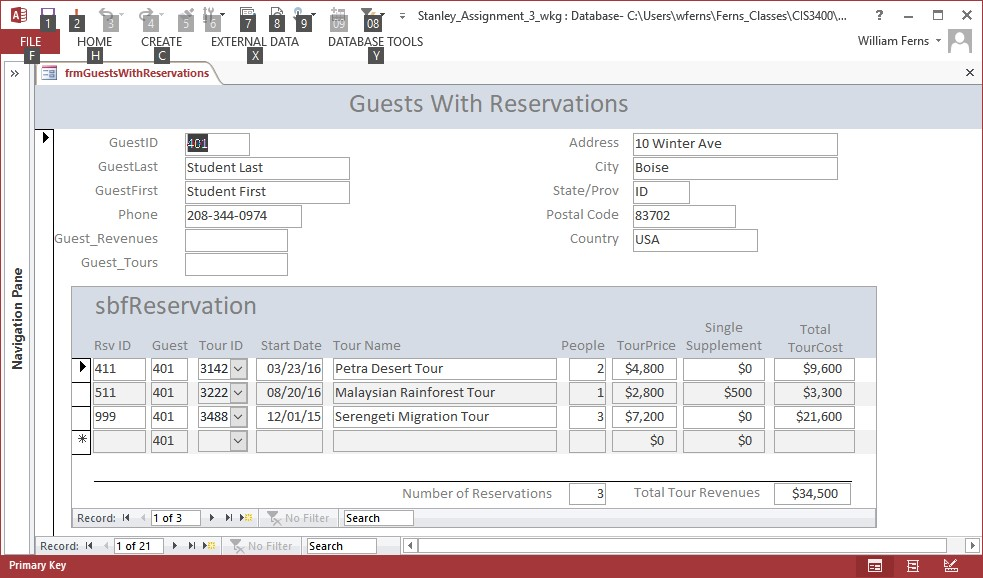 Stanley_Assignment_3_wkg : Database- C:\Users\wferns\Ferns_Classes\CIS3400\... ?
1 2 3 4 5 6 7 8 9 09 08
FILE HOME CREATE EXTERNAL DATA DATABASE TOOLS William Ferns
F H C X Y
frmGuestsWithReservations
Guests With Reservations
GuestID 401 Address 10 Winter Ave
GuestLast Student Last City Boise
GuestFirst Student First State/Prov ID
Phone 208-344-0974 Postal Code 83702
Guest_Revenues Country USA
Guest_Tours
Navigation Pane
sbfReservation
Rsv ID Guest Tour ID Start Date Tour Name People TourPrice Single Supplement Total TourCost
411 401 3142 03/23/16 Petra Desert Tour 2 $4,800 $0 $9,600
511 401 3222 08/20/16 Malaysian Rainforest Tour 1 $2,800 $500 $3,300
999 401 3488 12/01/15 Serengeti Migration Tour 3 $7,200 $0 $21,600
401 $0 $0
Number of Reservations 3 Total Tour Revenues $34,500
Record: 1 of 3 No Filter Search
Record: 1 of 21 No Filter Search
Primary Key